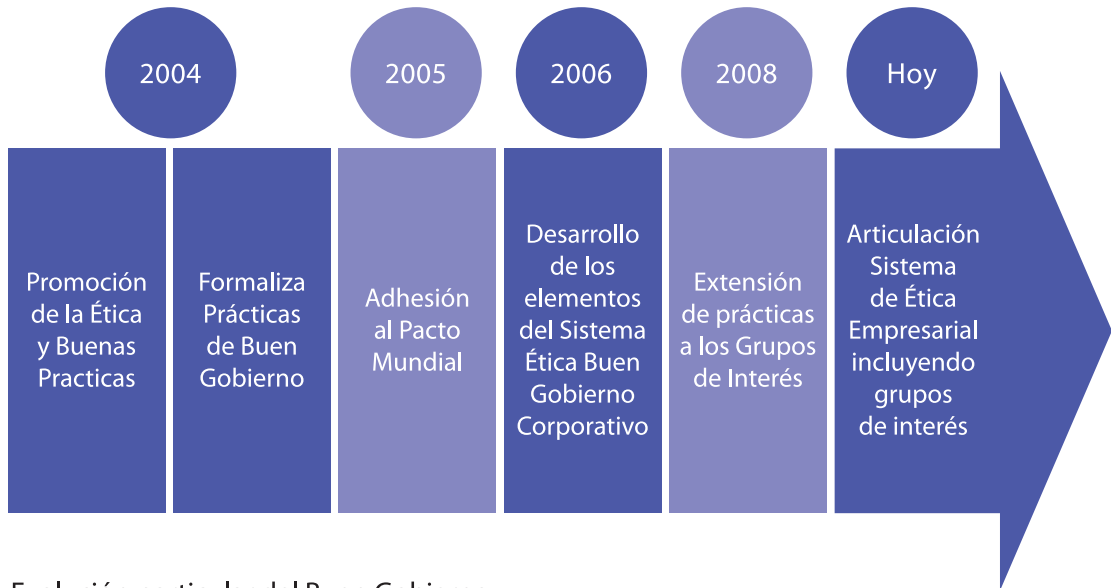 2004
2005
2006
2008
Hoy
Promoción
de la Ética
y Buenas
Practicas
Formaliza
Prácticas
de Buen
Gobierno
Adhesión
al Pacto
Mundial
Desarrollo
de los
elementos
del Sistema
Ética Buen
Gobierno
Corporativo
Extensión
de prácticas
a los Grupos
de Interés
Articulación
Sistema
de Ética
Empresarial
incluyendo
grupos
de interés